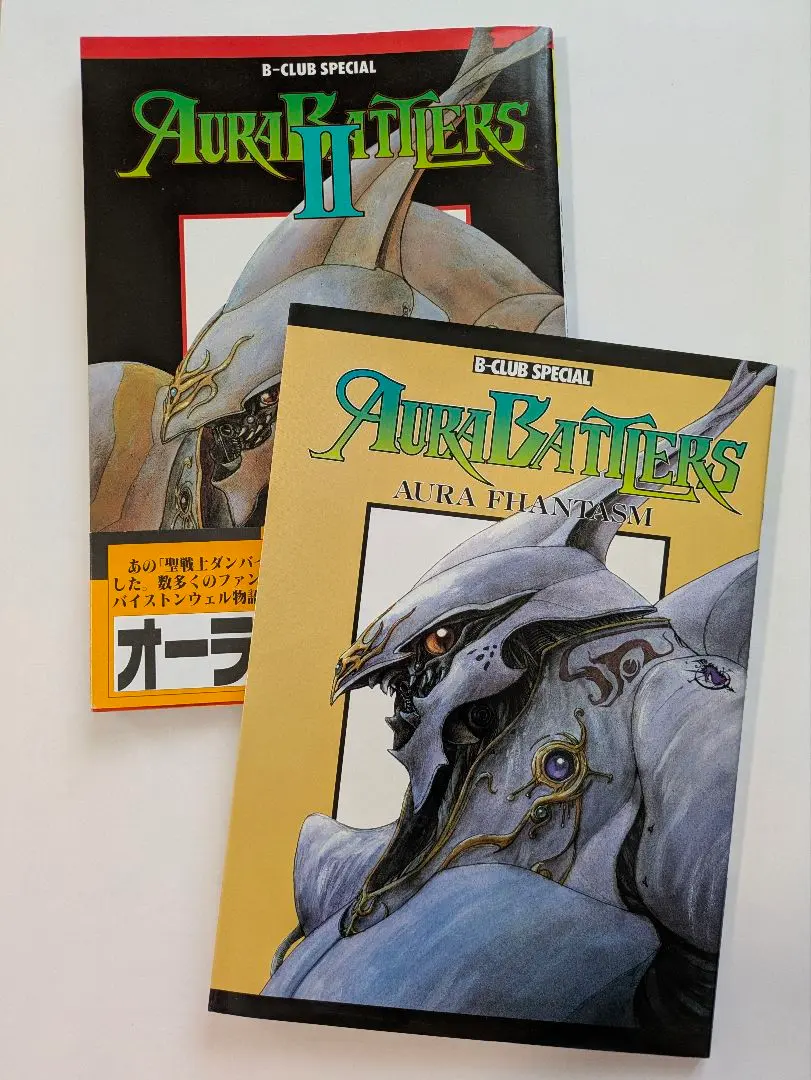 B-CLUB SPECIAL
AURA BATTLERS
II
あの「聖戦士ダンバイ
した。数多くのファン
バイストンウェル物語
オーラ
B-CLUB SPECIAL
AURA BATTLERS
AURA FHANTASM